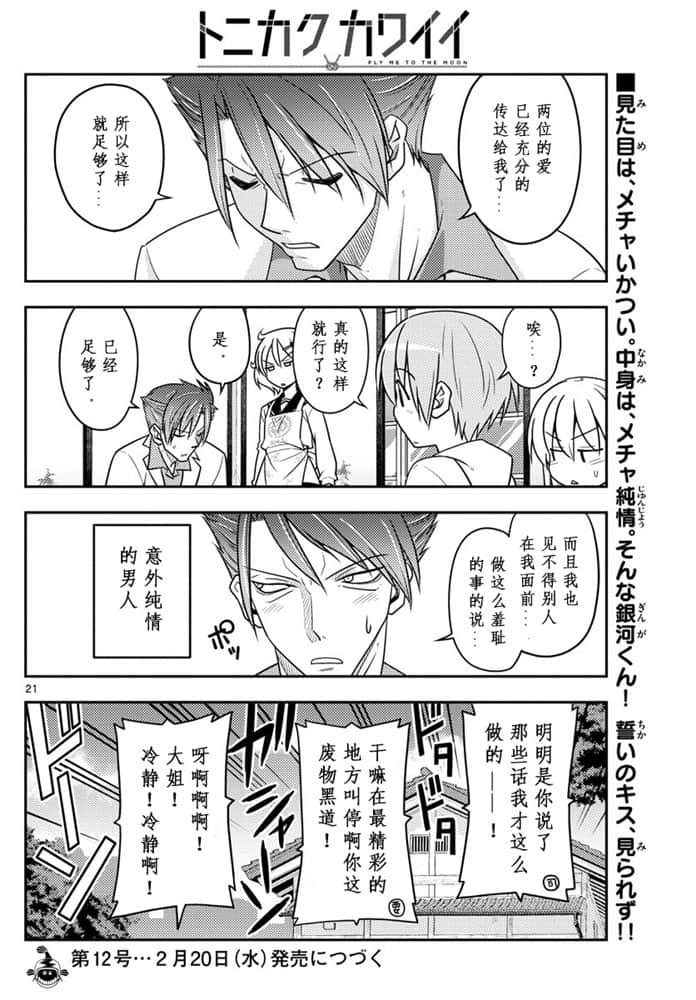 トニカクカワイイ
FLY ME TO THE MOON
■見た目は、メチャいかつい。中身は、メチャ純情。そんな銀河くん！ 誓いのキス、見られず!!
两位的爱
已经充分的
传达给我了…
所以这样
就足够了…
唉…？
真的这样
就行了？
是。
已经
足够了。
而且我也
见不得别人
在我面前…
做这么羞耻
的事的说…
ポッ
意外纯情
的男人
21
明明是你说了
那些话我才这么
做的——！
司
干嘛在最精彩的
地方叫停啊你这
废物黑道！
要
呀啊啊啊！
大姐！
冷静！冷静啊！
ドタ
バタ
第12号…2月20日（水）発売につづく